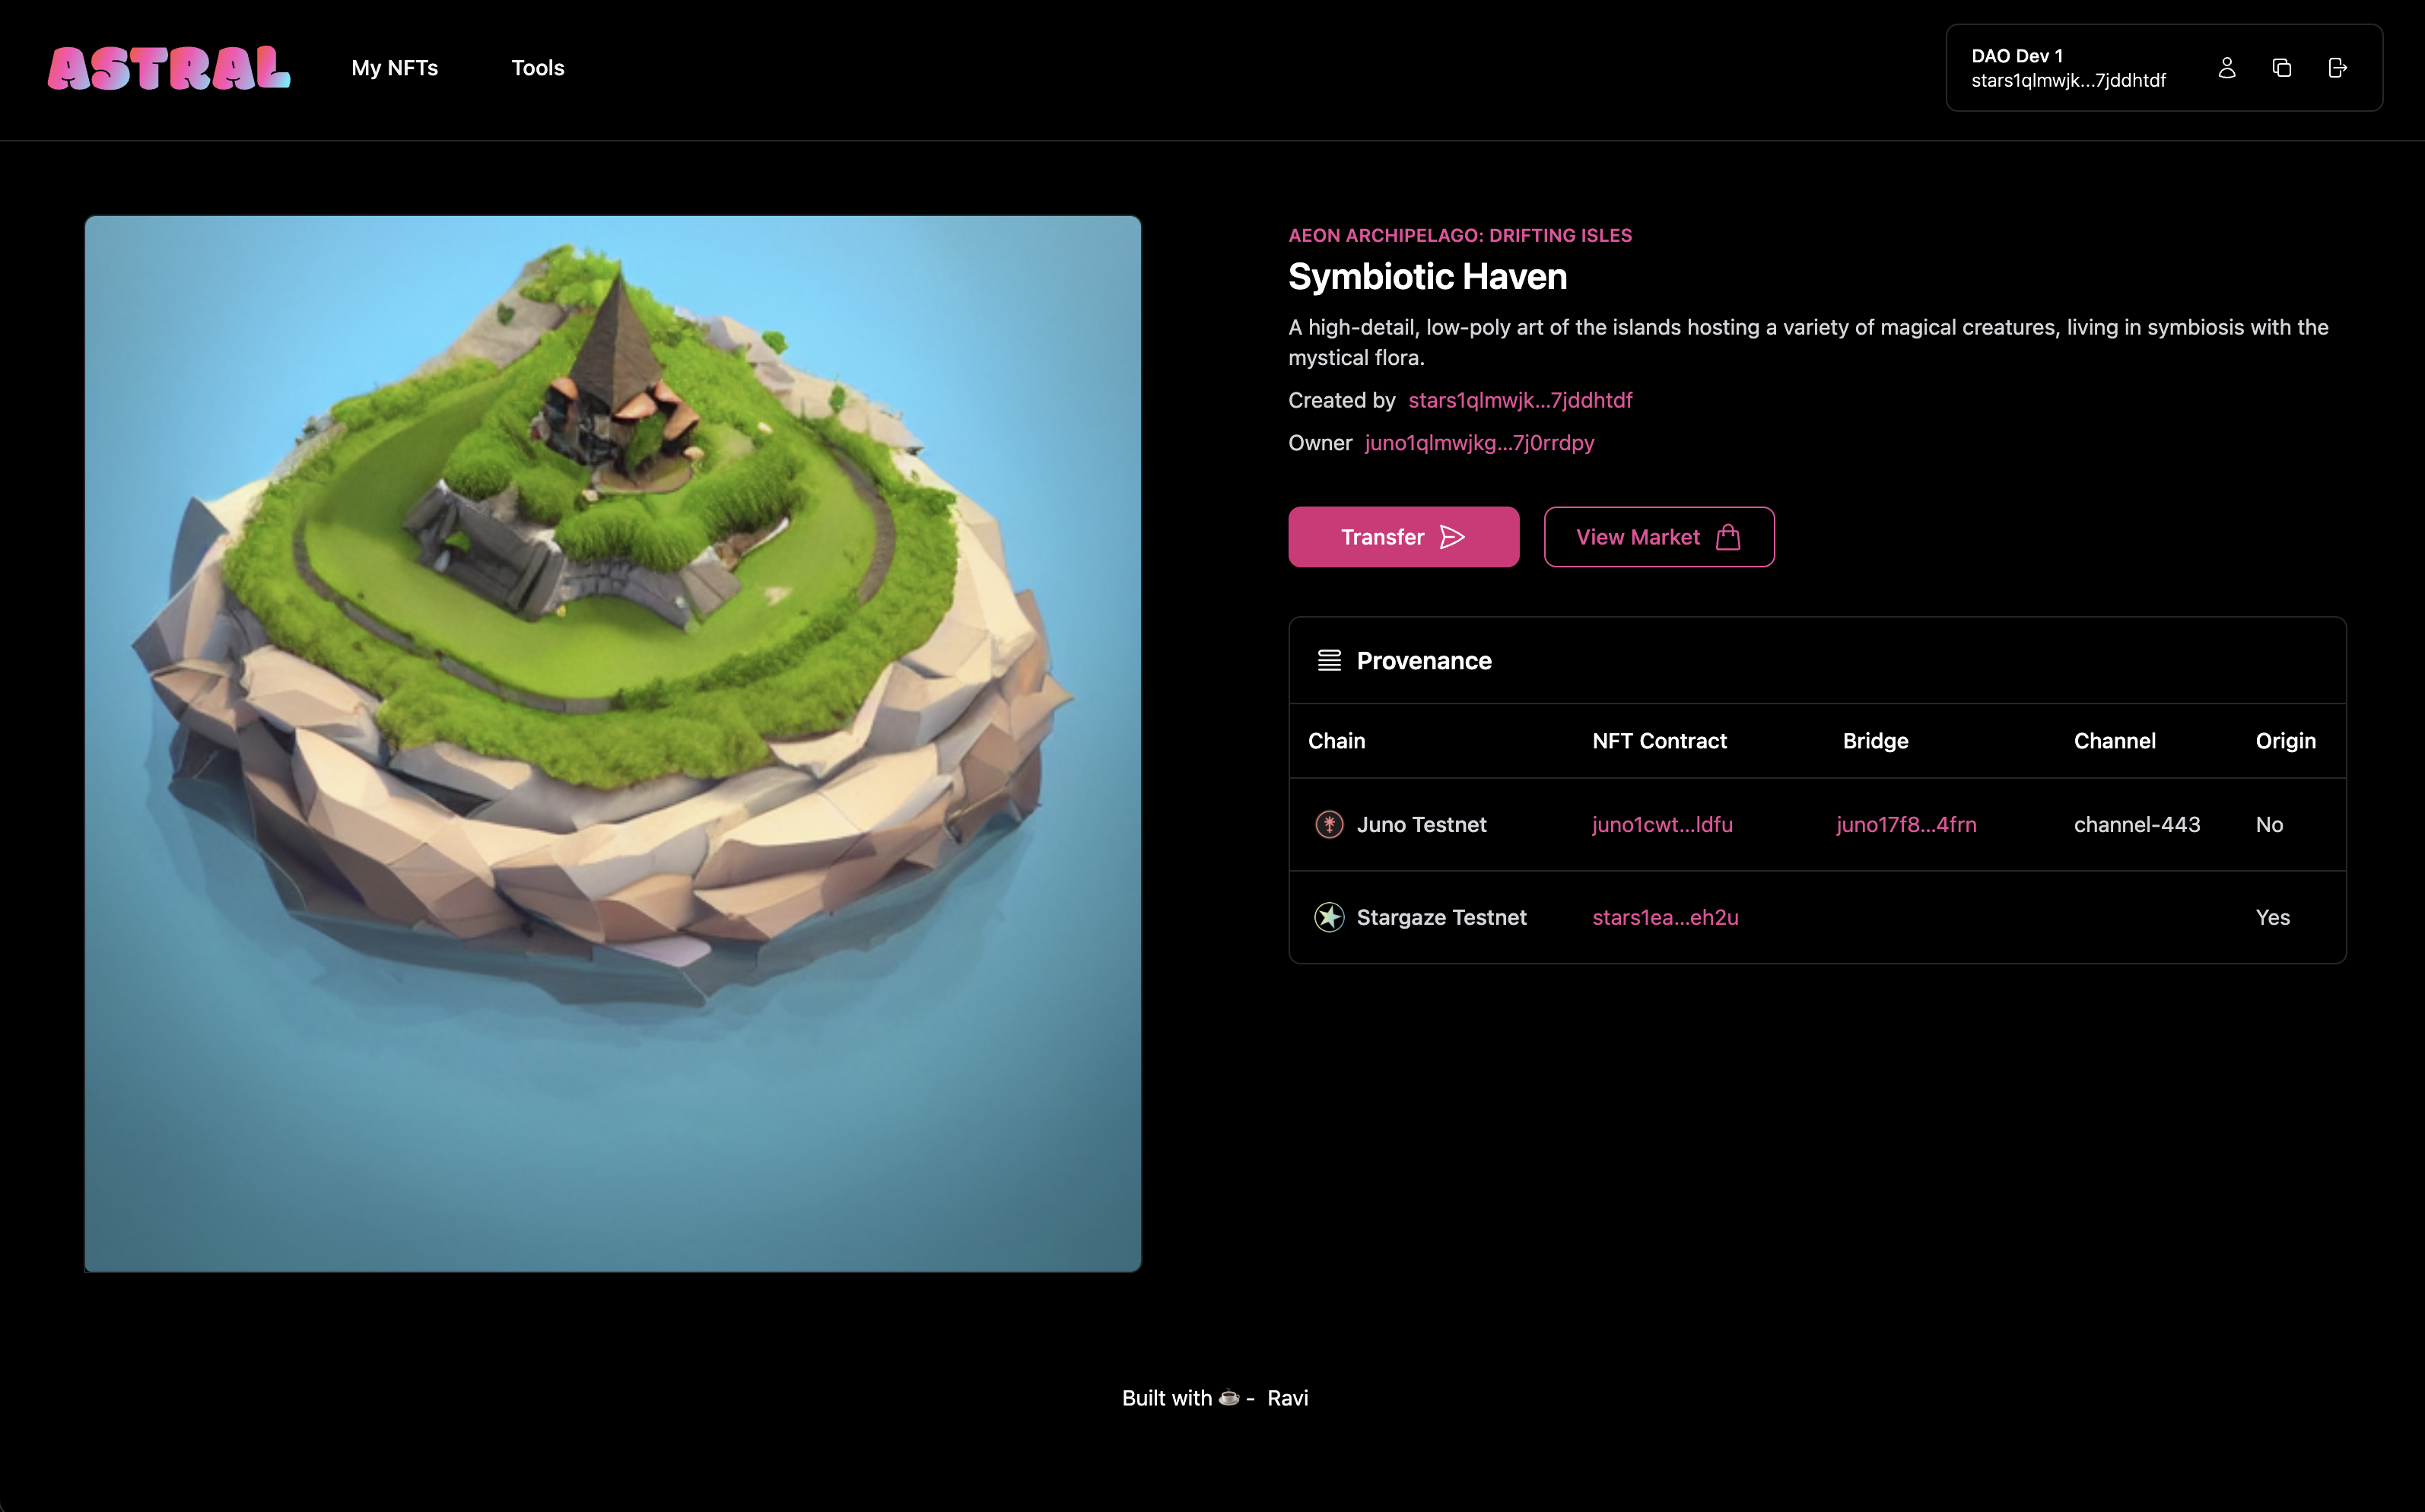 ASTRAL
My NFTs
Tools
DAO Dev 1
stars1qlmwjk...7jddhtdf
AEON ARCHIPELAGO: DRIFTING ISLES
Symbiotic Haven
A high-detail, low-poly art of the islands hosting a variety of magical creatures, living in symbiosis with the
mystical flora.
Created by stars1qlmwjk...7jddhtdf
Owner juno1qlmwjkg...7j0rrdpy
Transfer
View Market
Provenance
Chain NFT Contract Bridge Channel Origin
Juno Testnet juno1cwt...ldfu juno17f8...4frn channel-443 No
Stargaze Testnet stars1ea...eh2u Yes
Built with ☕ - Ravi